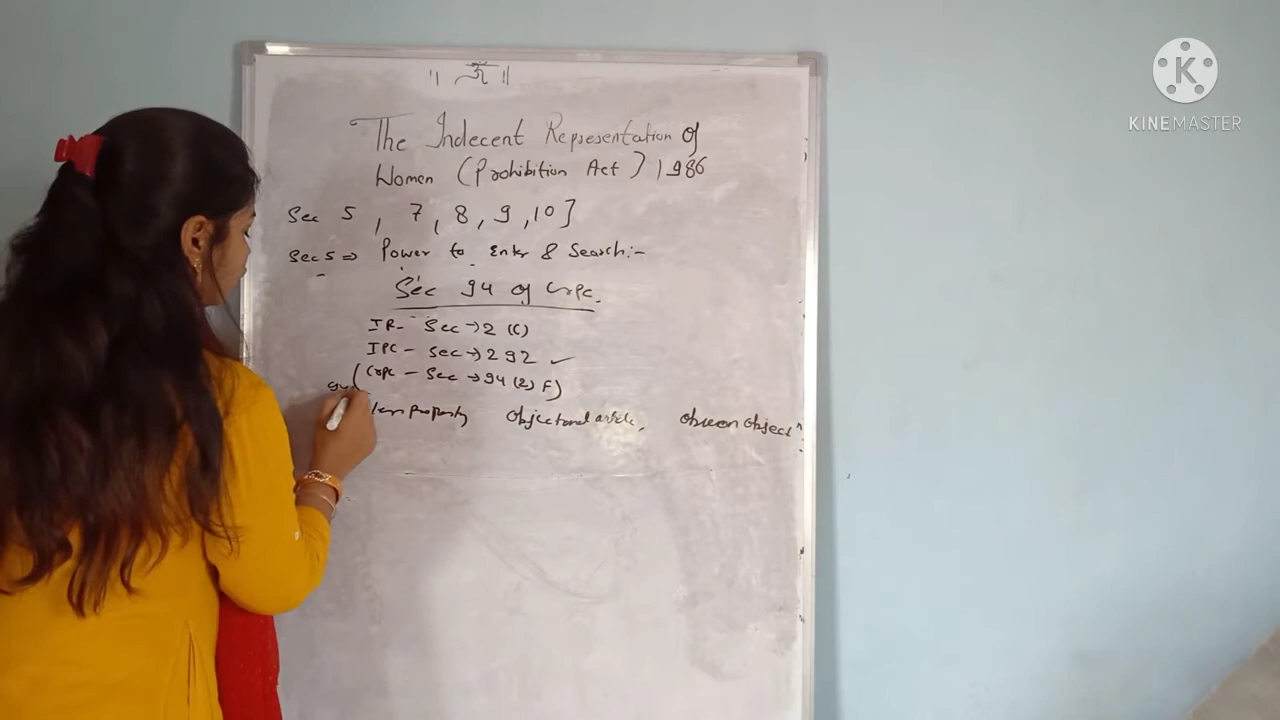 || ॐ ||
The Indecent Representation of
Women (Prohibition Act) 1986
Sec 5, 7, 8, 9, 10]
Sec 5 ⇒ Power to Enter & Search:-
Sec 94 of CrPC.
IR - Sec → 2 (C)
IPC - Sec → 292 ✓
(CrPC - Sec → 94 (2) F)
Property objectional article, object
K
KINEMASTER